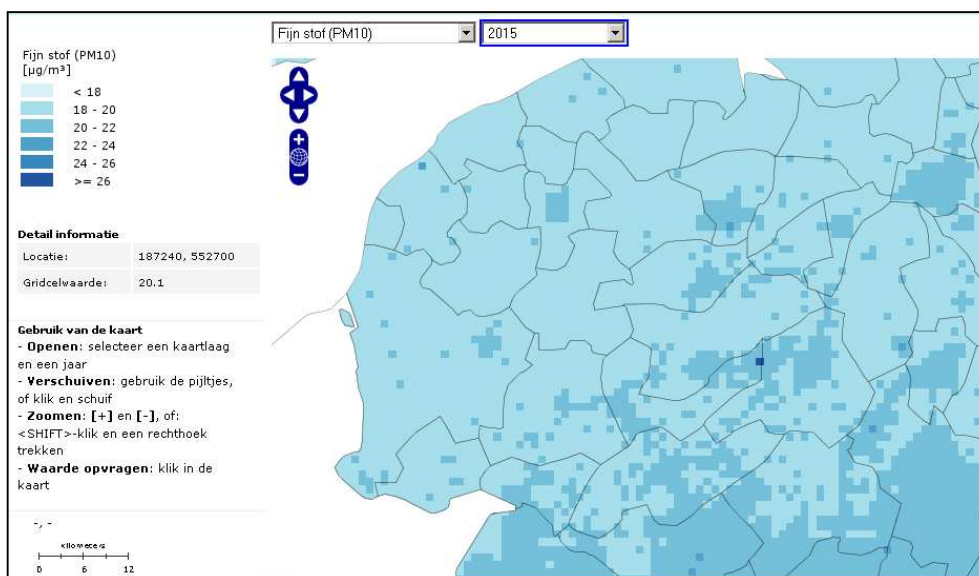 Fijn stof (PM10)
2015
Fijn stof (PM10)
[µg/m³]
< 18
18 - 20
20 - 22
22 - 24
24 - 26
>= 26
Detail informatie
Locatie: 187240, 552700
Gridcelwaarde: 20.1
Gebruik van de kaart
- Openen: selecteer een kaartlaag
en een jaar
- Verschuiven: gebruik de pijltjes,
of klik en schuif
- Zoomen: [+] en [-], of:
<SHIFT>-klik en een rechthoek
trekken
- Waarde opvragen: klik in de
kaart
-, -
kilometers
0 6 12